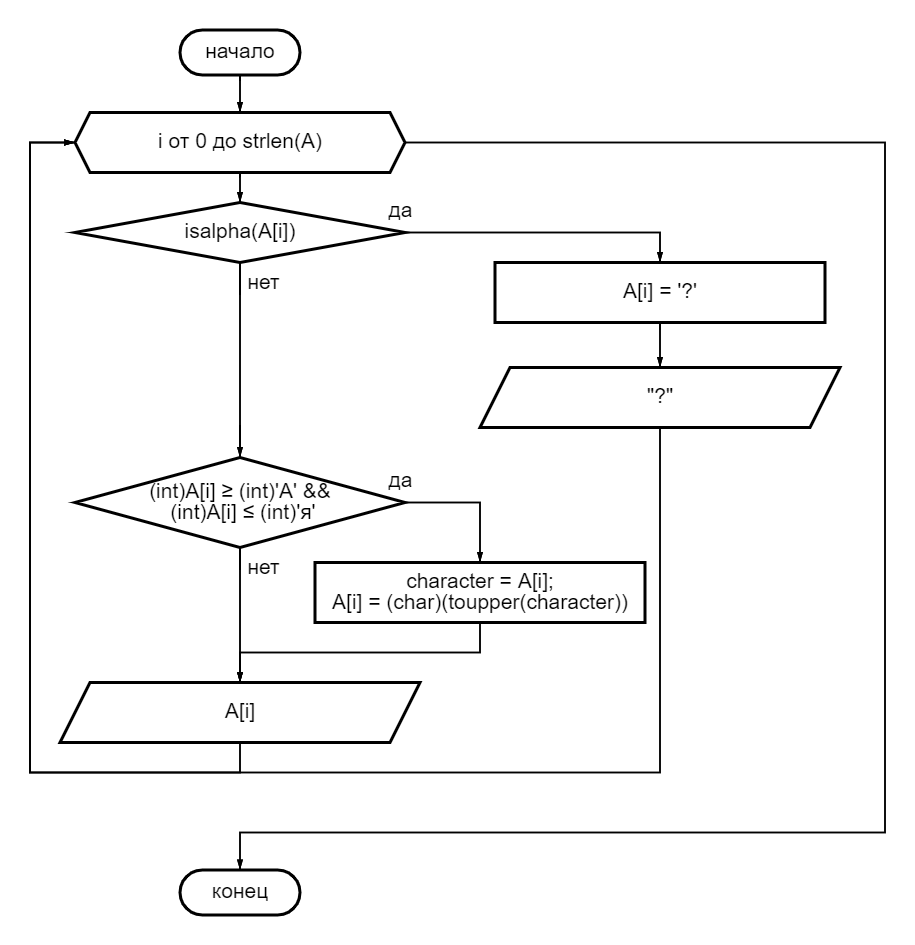 начало
i от 0 до strlen(A)
isalpha(A[i])
да
нет
A[i] = '?'
"?"
(int)A[i] ≥ (int)'А' &&
(int)A[i] ≤ (int)'я'
да
нет
character = A[i];
A[i] = (char)(toupper(character))
A[i]
конец